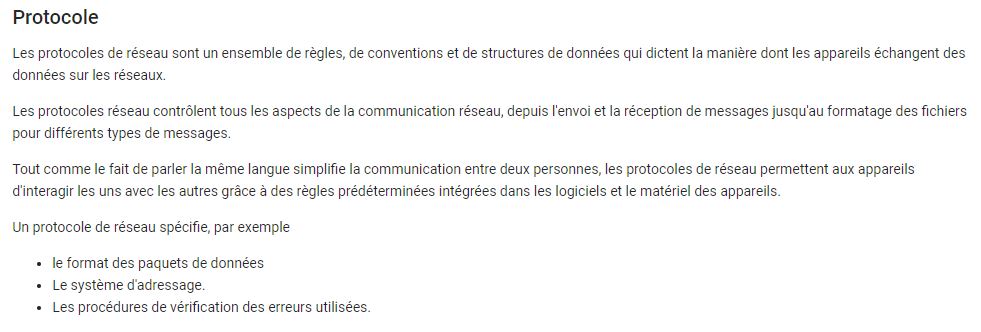 Protocole
Les protocoles de réseau sont un ensemble de règles, de conventions et de structures de données qui dictent la manière dont les appareils échangent des
données sur les réseaux.
Les protocoles réseau contrôlent tous les aspects de la communication réseau, depuis l'envoi et la réception de messages jusqu'au formatage des fichiers
pour différents types de messages.
Tout comme le fait de parler la même langue simplifie la communication entre deux personnes, les protocoles de réseau permettent aux appareils
d'interagir les uns avec les autres grâce à des règles prédéterminées intégrées dans les logiciels et le matériel des appareils.
Un protocole de réseau spécifie, par exemple
• le format des paquets de données
• Le système d'adressage.
• Les procédures de vérification des erreurs utilisées.